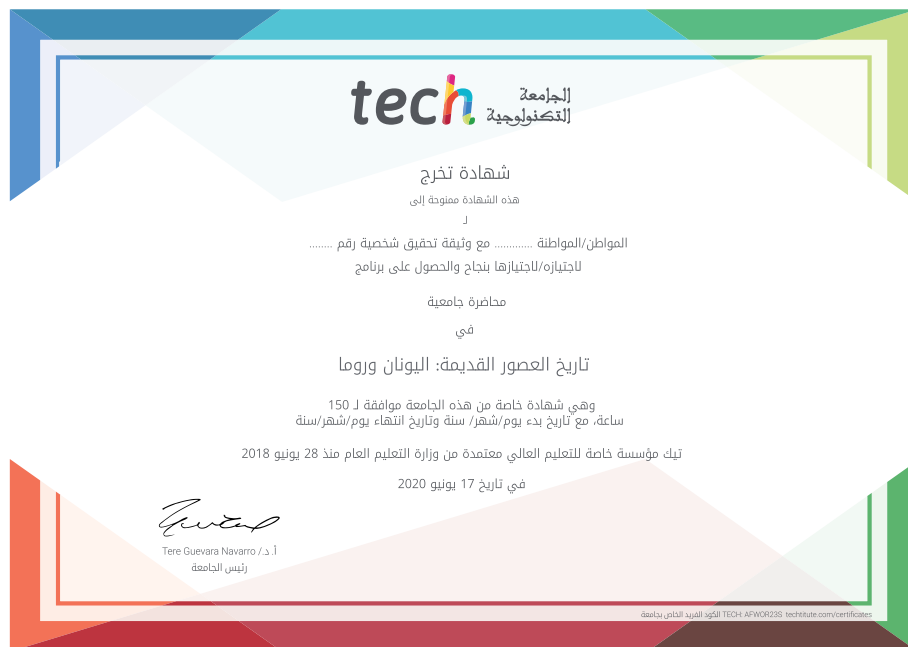 tech الجامعة
التكنولوجية
شهادة تخرج
هذه الشهادة ممنوحة إلى
لـ
المواطن/المواطنة ............. مع وثيقة تحقيق شخصية رقم ........
لاجتيازه/لاجتيازها بنجاح والحصول على برنامج
محاضرة جامعية
في
تاريخ العصور القديمة: اليونان وروما
وهي شهادة خاصة من هذه الجامعة موافقة لـ 150
ساعة، مع تاريخ بدء يوم/شهر/ سنة وتاريخ انتهاء يوم/شهر/سنة
تيك مؤسسة خاصة للتعليم العالي معتمدة من وزارة التعليم العام منذ 28 يونيو 2018
في تاريخ 17 يونيو 2020
أ. د./ Tere Guevara Navarro
رئيس الجامعة
الكود الفريد الخاص بجامعة TECH: AFWOR23S techtitute.com/certificates